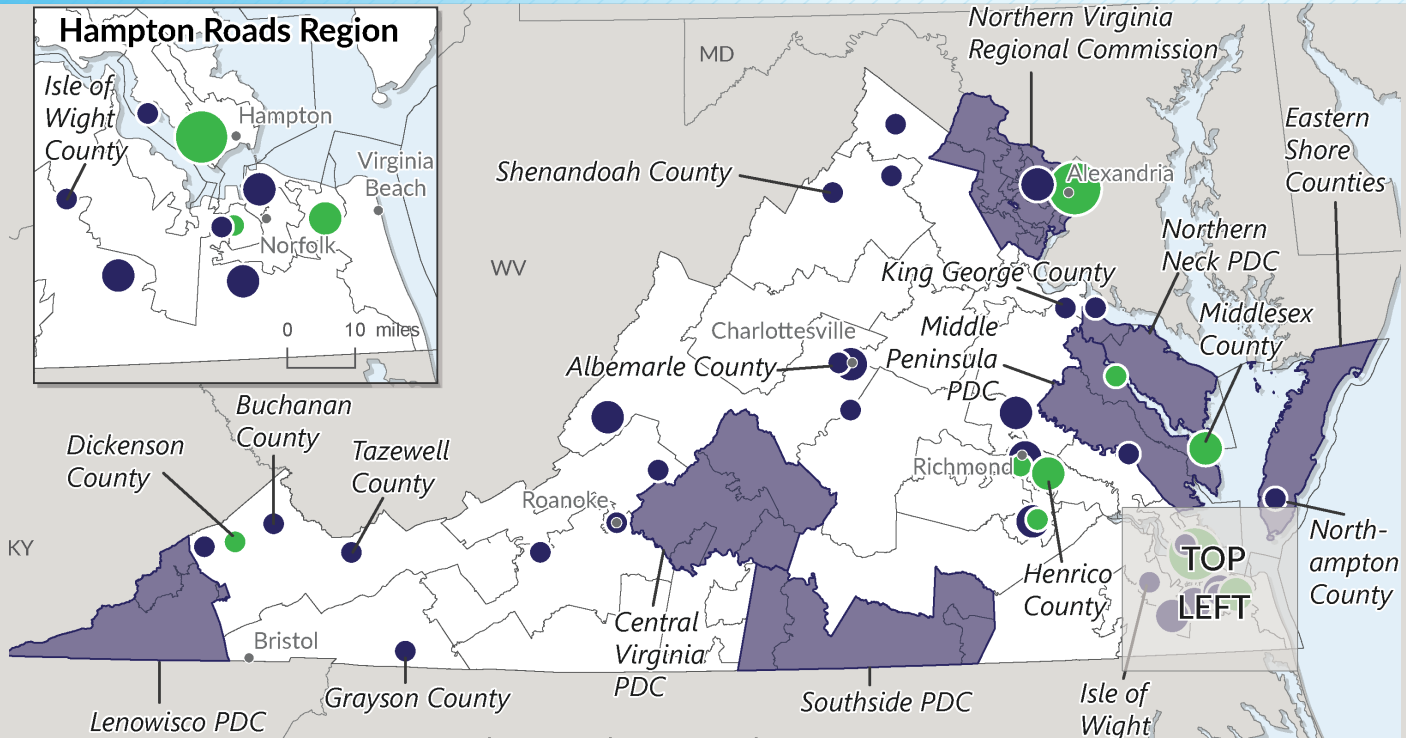 Hampton Roads Region
Isle of
Wight
County
Hampton
Virginia
Beach
Norfolk
0 10 miles
MD
Northern Virginia
Regional Commission
Eastern
Shore
Counties
Shenandoah County
Alexandria
WV
Northern
Neck PDC
King George County
Middlesex
County
Charlottesville
Middle
Peninsula
PDC
Albemarle County
Buchanan
County
Dickenson
County
Tazewell
County
Richmond
Roanoke
KY
North-
ampton
County
TOP
LEFT
Henrico
County
Central
Virginia
PDC
Bristol
Grayson County
Lenowisco PDC
Southside PDC
Isle of
Wight